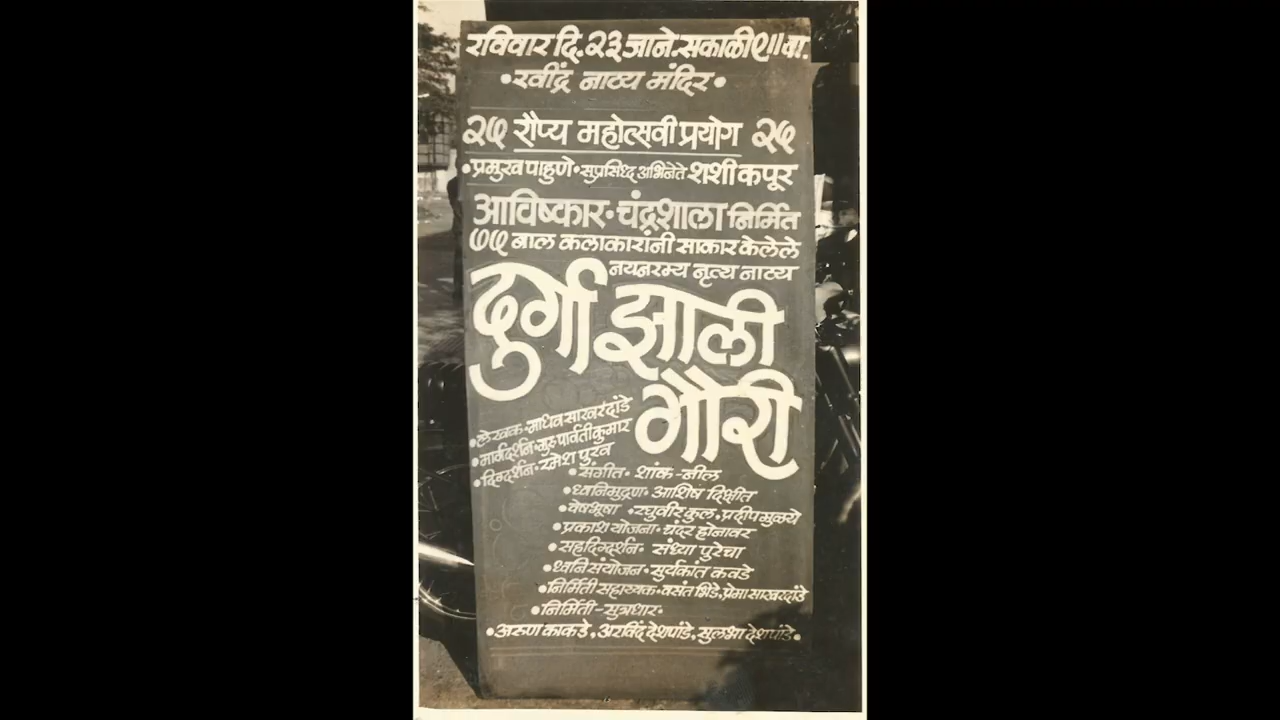 रविवार दि. २३ जाने. सकाळी ९॥ वा.
•रवींद्र नाट्य मंदिर•
२५ रौप्य महोत्सवी प्रयोग २५
•प्रमुख पाहुणे•सुप्रसिध्द अभिनेते शशी कपूर
आविष्कार•चंद्रशाला निर्मित
७५ बाल कलाकारांनी साकार केलेले
नयनरम्य नृत्य नाट्य
दुर्गा झाली
गौरी
•लेखक•माधव साखरदांडे
•मार्गदर्शन•गुरु पार्वतीकुमार
•दिग्दर्शन•रमेश पुरव
•संगीत• शांक-नील
•ध्वनिमुद्रण• आशिष दिक्षीत
•वेषभूषा •रघुवीर कुल,प्रदीप मुळ्ये
•प्रकाश योजना•चंदर होनावर
•सहदिग्दर्शन• संध्या पुरेचा
•ध्वनिसंयोजन•सुर्यकांत कवडे
•निर्मिती सहाय्यक•वसंत भिडे,प्रेमा साखरदांडे
•निर्मिती-सुत्रधार•
•अरुण काकडे,अरविंद देशपांडे,सुलभा देशपांडे•